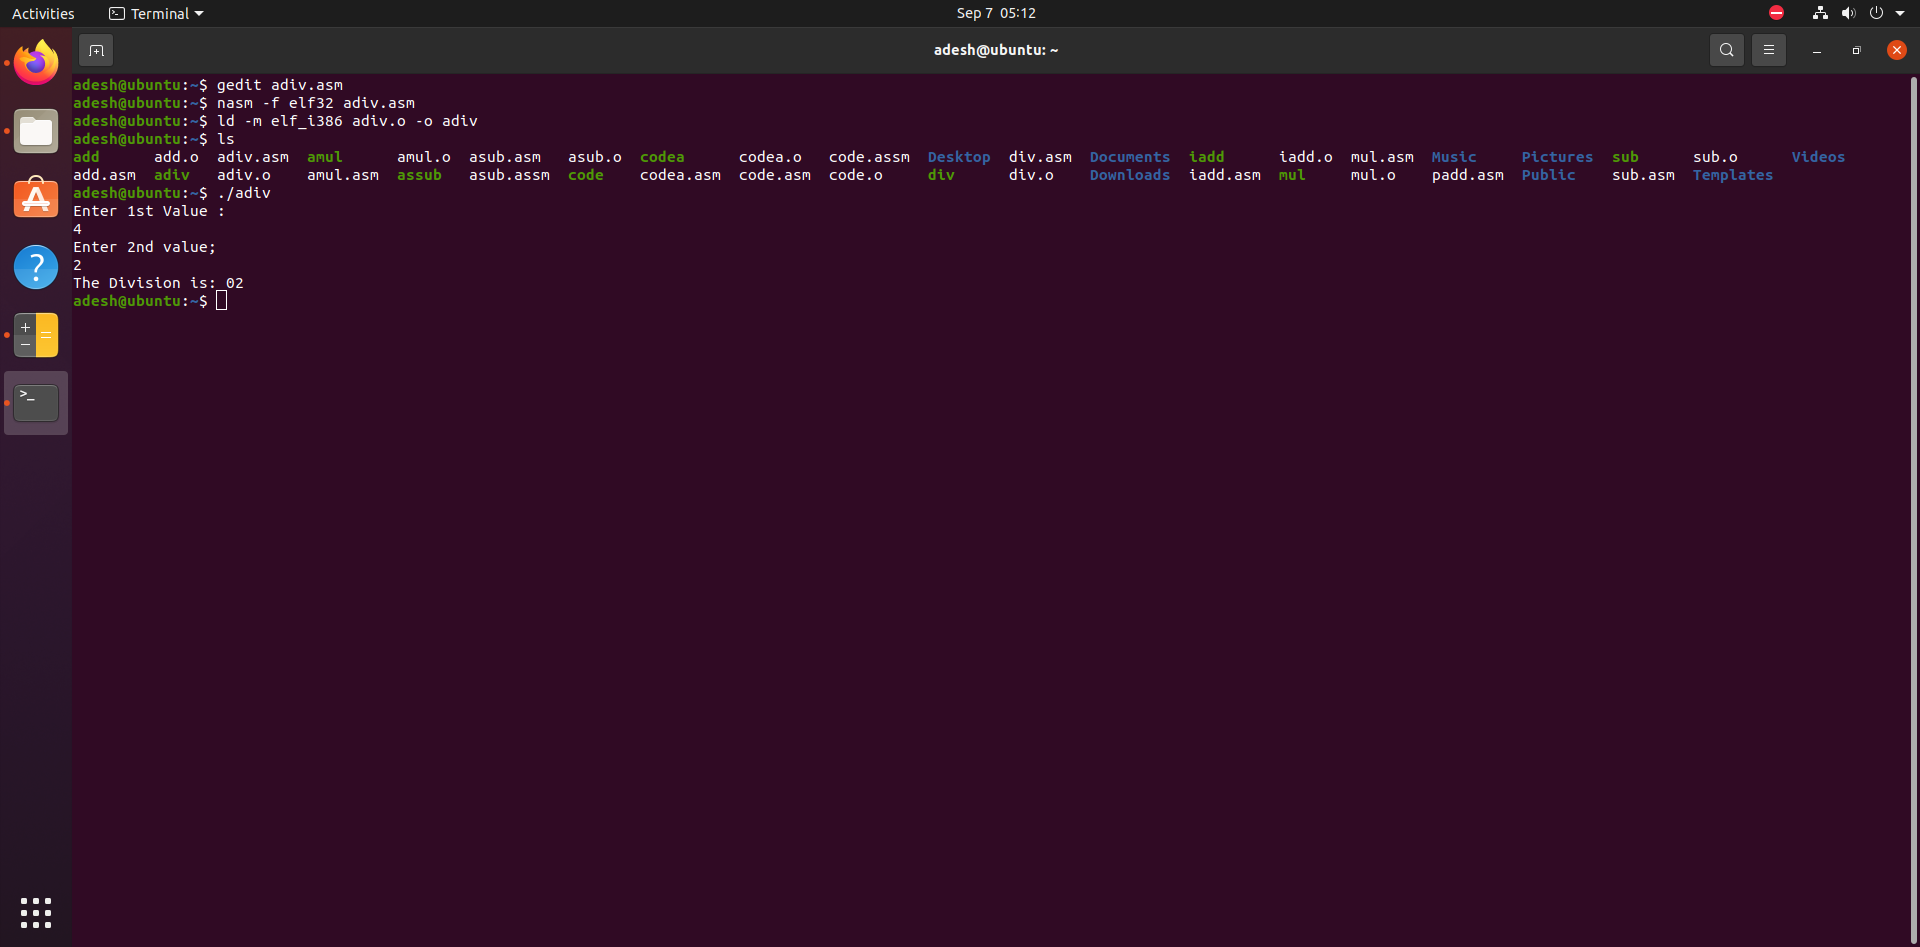 Activities Terminal Sep 7 05:12
adesh@ubuntu: ~
adesh@ubuntu:~$ gedit adiv.asm
adesh@ubuntu:~$ nasm -f elf32 adiv.asm
adesh@ubuntu:~$ ld -m elf_i386 adiv.o -o adiv
adesh@ubuntu:~$ ls
add add.o adiv.asm amul amul.o asub.asm asub.o codea codea.o code.assm Desktop div.asm Documents iadd iadd.o mul.asm Music Pictures sub sub.o Videos
add.asm adiv adiv.o amul.asm assub asub.assm code codea.asm code.asm code.o div div.o Downloads iadd.asm mul mul.o padd.asm Public sub.asm Templates
adesh@ubuntu:~$ ./adiv
Enter 1st Value :
4
Enter 2nd value;
2
The Division is: 02
adesh@ubuntu:~$